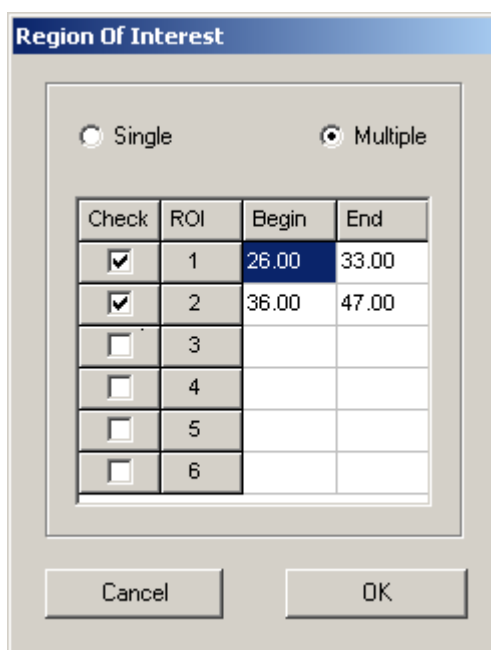 Region Of Interest
Single Multiple
Check ROI Begin End
1 26.00 33.00
2 36.00 47.00
3
4
5
6
Cancel OK